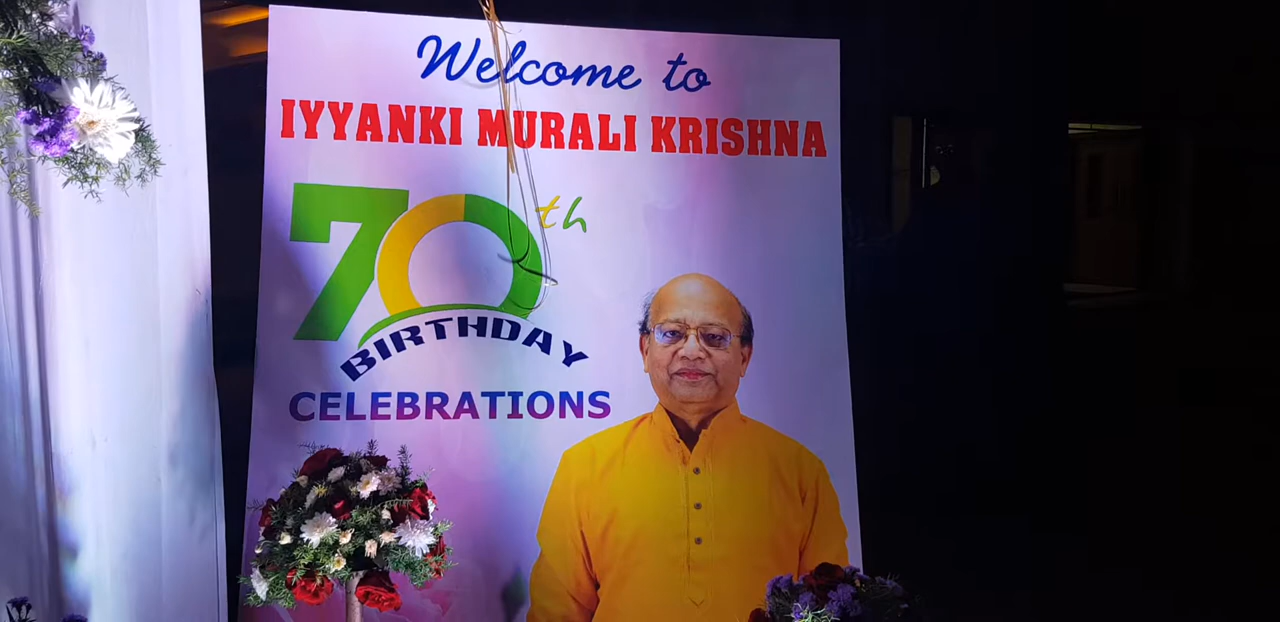 Welcome to
IYYANKI MURALI KRISHNA
70th
BIRTHDAY
CELEBRATIONS